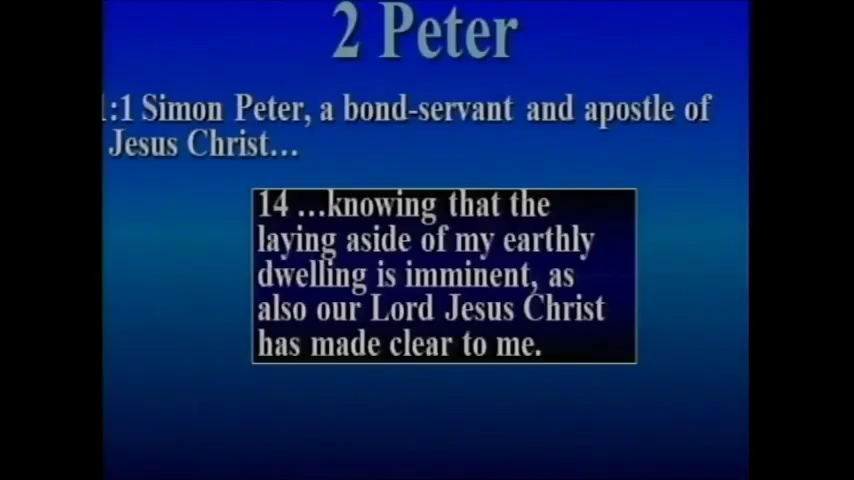 2 Peter
1:1 Simon Peter, a bond-servant and apostle of
Jesus Christ...
14 ...knowing that the
laying aside of my earthly
dwelling is imminent, as
also our Lord Jesus Christ
has made clear to me.